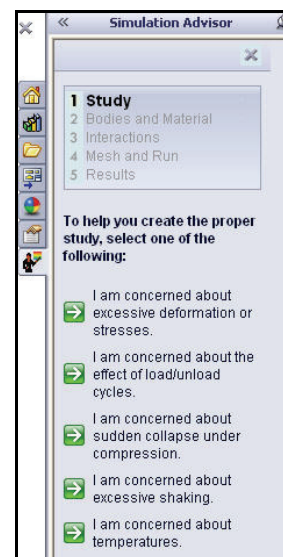 Simulation Advisor
1 Study
2 Bodies and Material
3 Interactions
4 Mesh and Run
5 Results
To help you create the proper
study, select one of the
following:
I am concerned about
excessive deformation or
stresses.
I am concerned about the
effect of load/unload
cycles.
I am concerned about
sudden collapse under
compression.
I am concerned about
excessive shaking.
I am concerned about
temperatures.